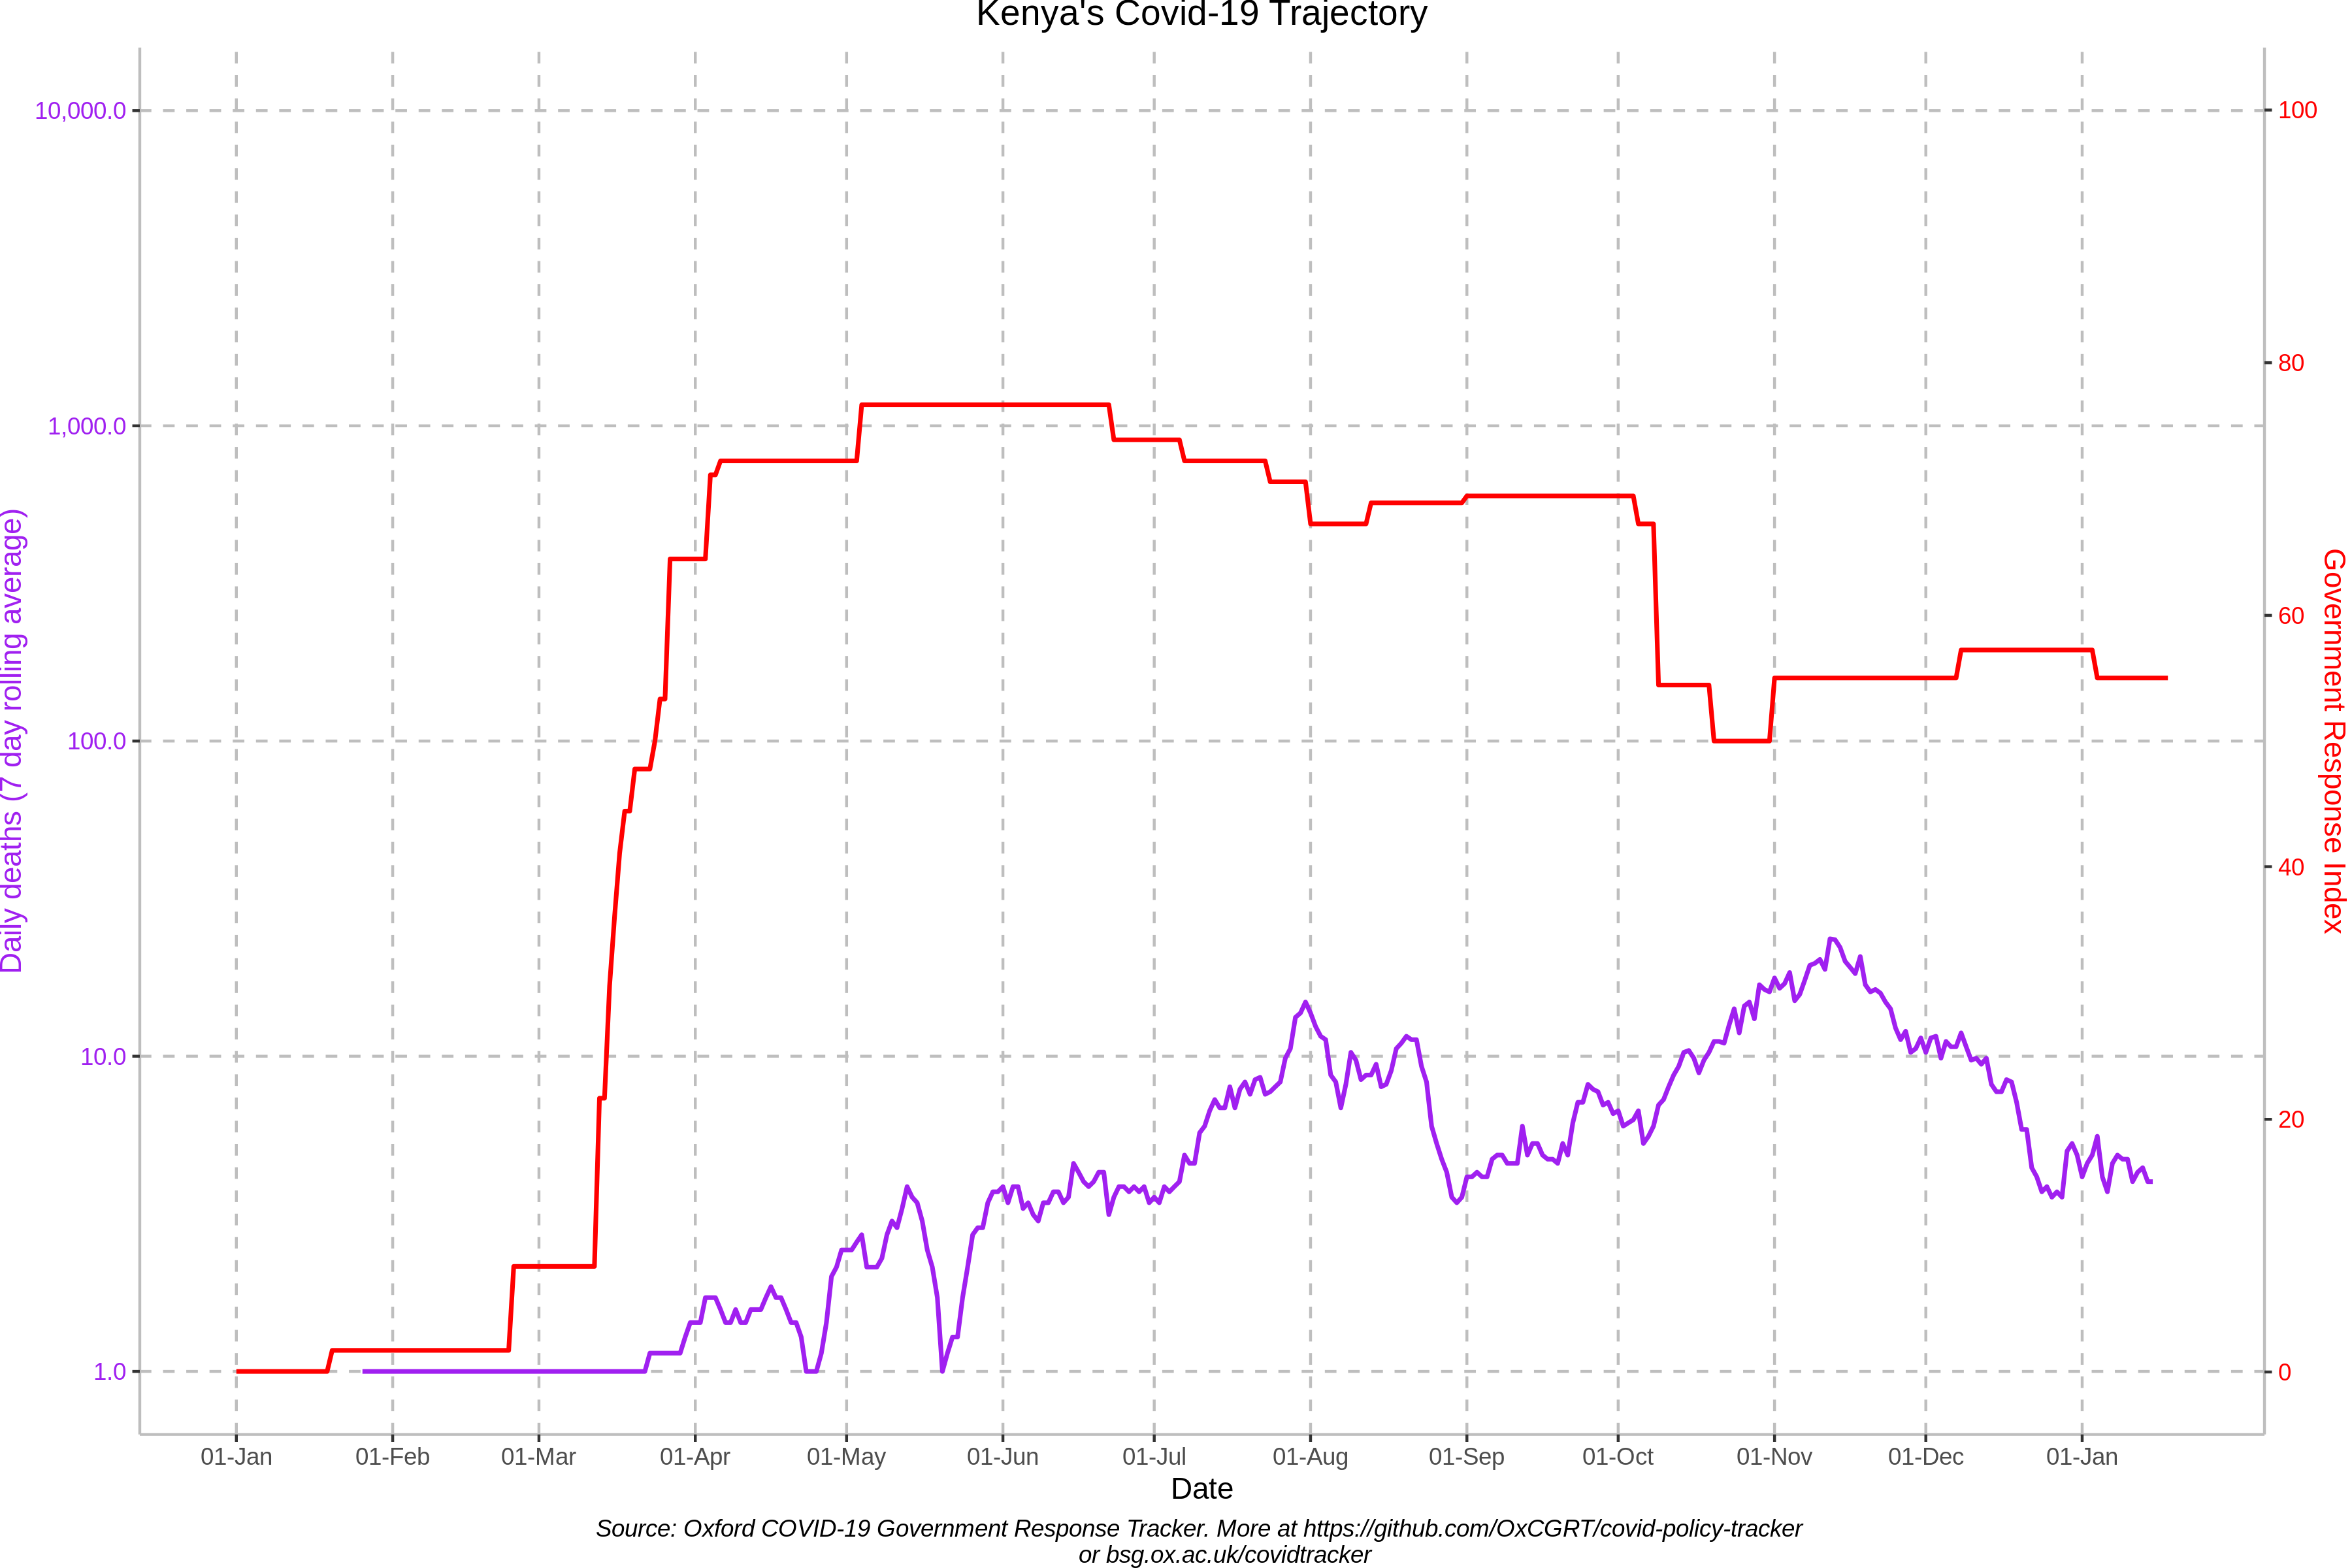 Kenya's Covid-19 Trajectory
10,000.0
1,000.0
100.0
10.0
1.0
Daily deaths (7 day rolling average)
100
80
60
40
20
0
Government Response Index
01-Jan 01-Feb 01-Mar 01-Apr 01-May 01-Jun 01-Jul 01-Aug 01-Sep 01-Oct 01-Nov 01-Dec 01-Jan
Date
Source: Oxford COVID-19 Government Response Tracker. More at https://github.com/OxCGRT/covid-policy-tracker
or bsg.ox.ac.uk/covidtracker